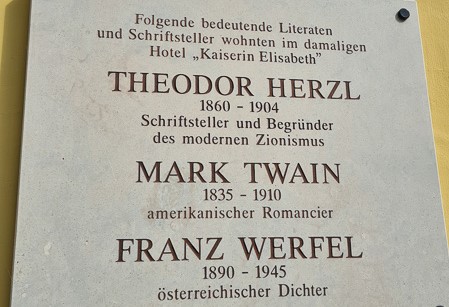 Folgende bedeutende Literaten
und Schriftsteller wohnten im damaligen
Hotel „Kaiserin Elisabeth"
THEODOR HERZL
1860 - 1904
Schriftsteller und Begründer
des modernen Zionismus
MARK TWAIN
1835 - 1910
amerikanischer Romancier
FRANZ WERFEL
1890 - 1945
österreichischer Dichter